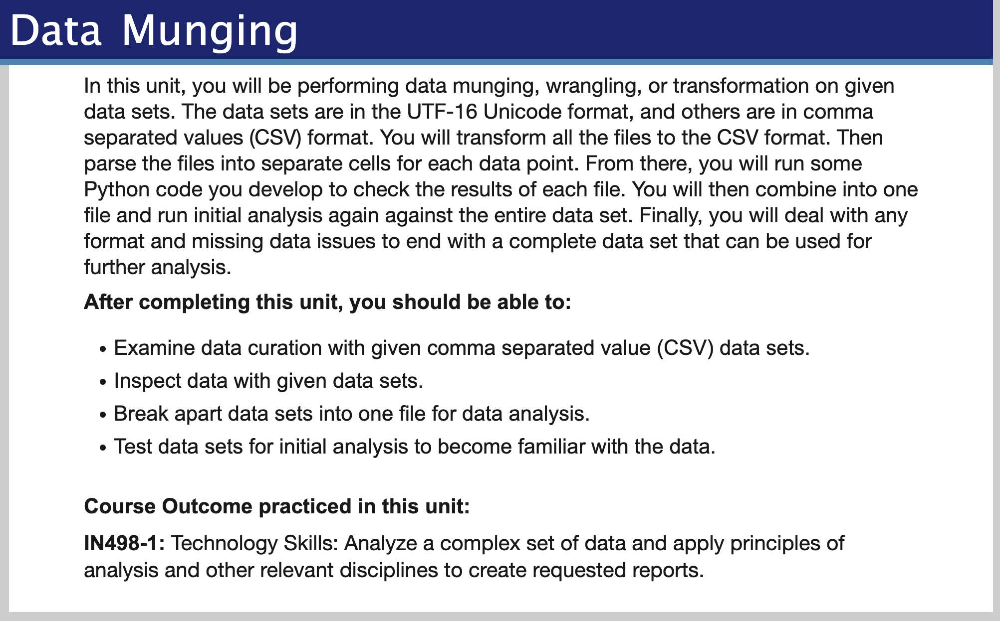 Data Munging
In this unit, you will be performing data munging, wrangling, or transformation on given
data sets. The data sets are in the UTF-16 Unicode format, and others are in comma
separated values (CSV) format. You will transform all the files to the CSV format. Then
parse the files into separate cells for each data point. From there, you will run some
Python code you develop to check the results of each file. You will then combine into one
file and run initial analysis again against the entire data set. Finally, you will deal with any
format and missing data issues to end with a complete data set that can be used for
further analysis.
After completing this unit, you should be able to:
• Examine data curation with given comma separated value (CSV) data sets.
• Inspect data with given data sets.
• Break apart data sets into one file for data analysis.
• Test data sets for initial analysis to become familiar with the data.
Course Outcome practiced in this unit:
IN498-1: Technology Skills: Analyze a complex set of data and apply principles of
analysis and other relevant disciplines to create requested reports.